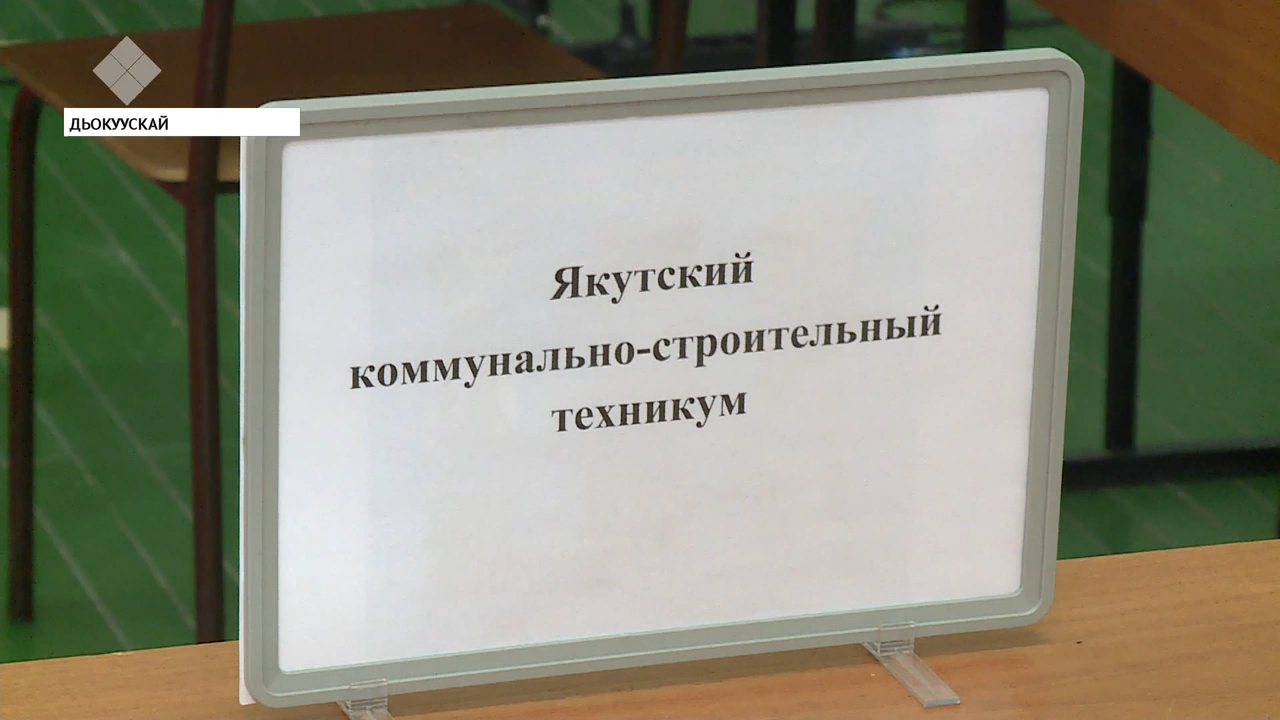 ДЬОКУУСКАЙ
Якутский
коммунально-строительный
техникум